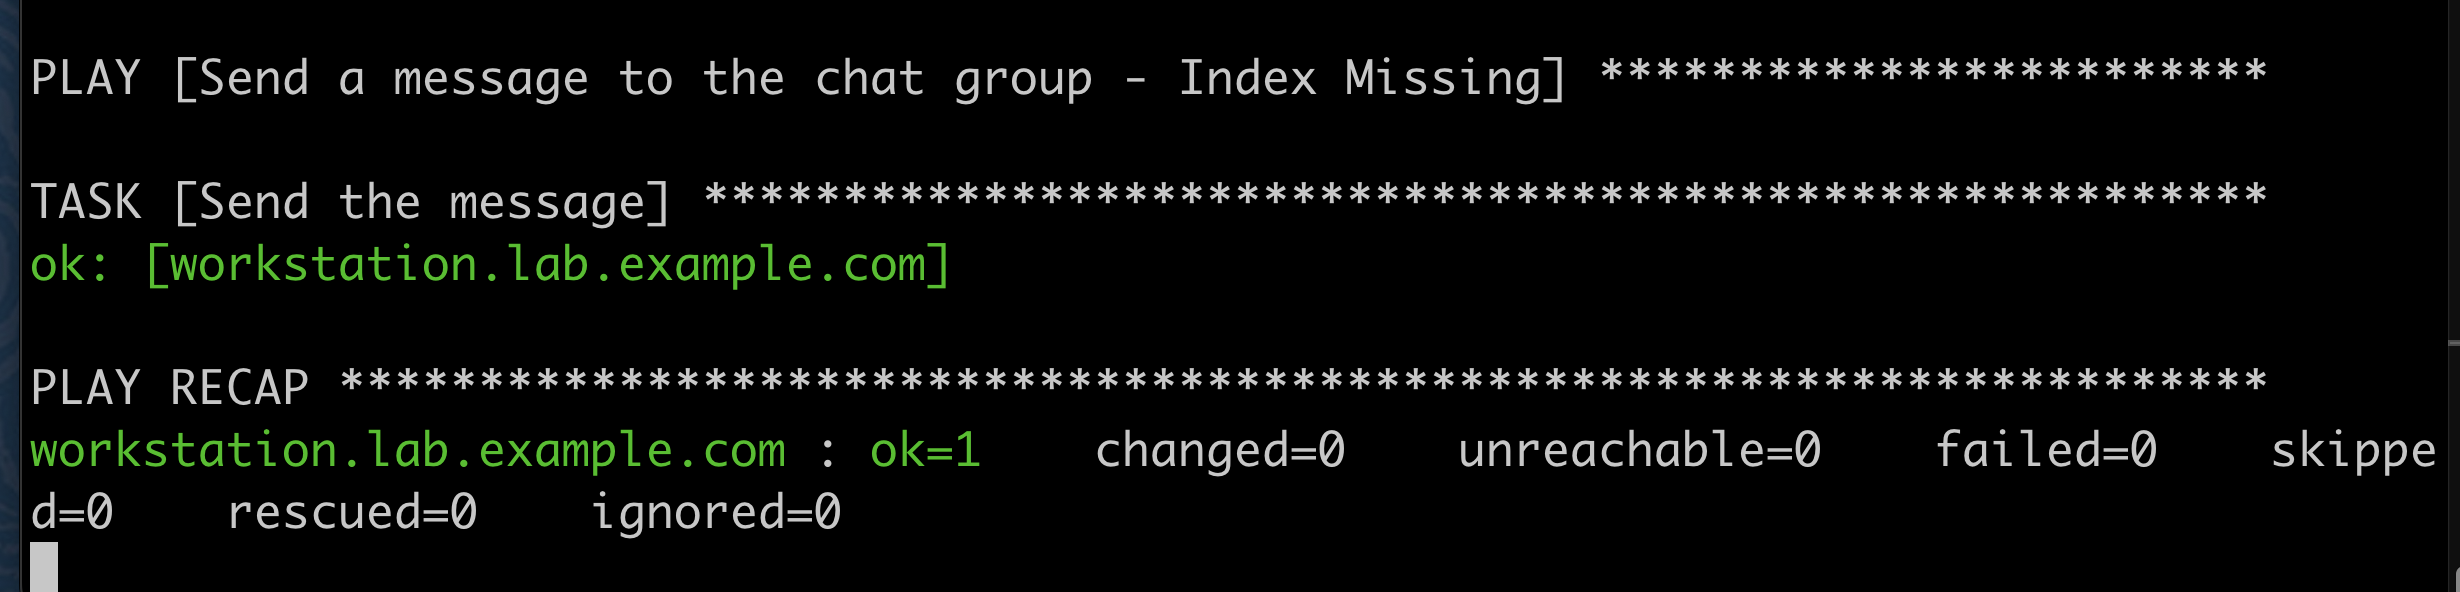 PLAY [Send a message to the chat group - Index Missing] ************************
TASK [Send the message] ********************************************************
ok: [workstation.lab.example.com]
PLAY RECAP *********************************************************************
workstation.lab.example.com : ok=1    changed=0    unreachable=0    failed=0    skippe
d=0    rescued=0    ignored=0